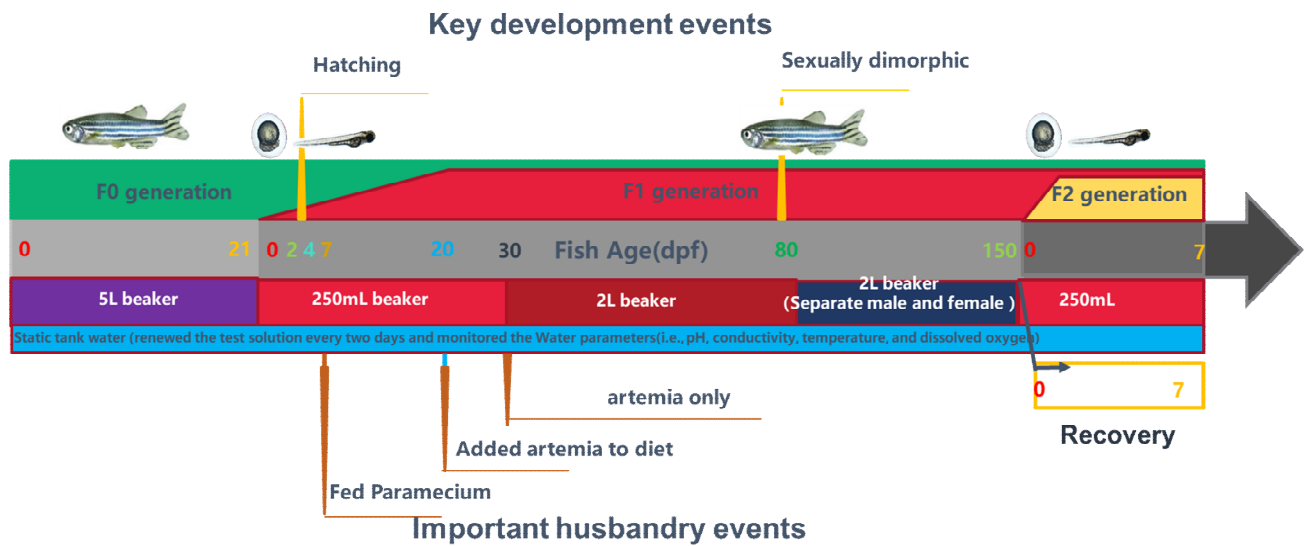 Key development events
Hatching
Sexually dimorphic
F0 generation
F1 generation
F2 generation
0 21 0 2 4 7 20 30 Fish Age(dpf) 80 150 0 7
5L beaker
250mL beaker
2L beaker
2L beaker
(Separate male and female )
250mL
Static tank water (renewed the test solution every two days and monitored the Water parameters(i.e., pH, conductivity, temperature, and dissolved oxygen)
0 7
artemia only
Recovery
Added artemia to diet
Fed Paramecium
Important husbandry events